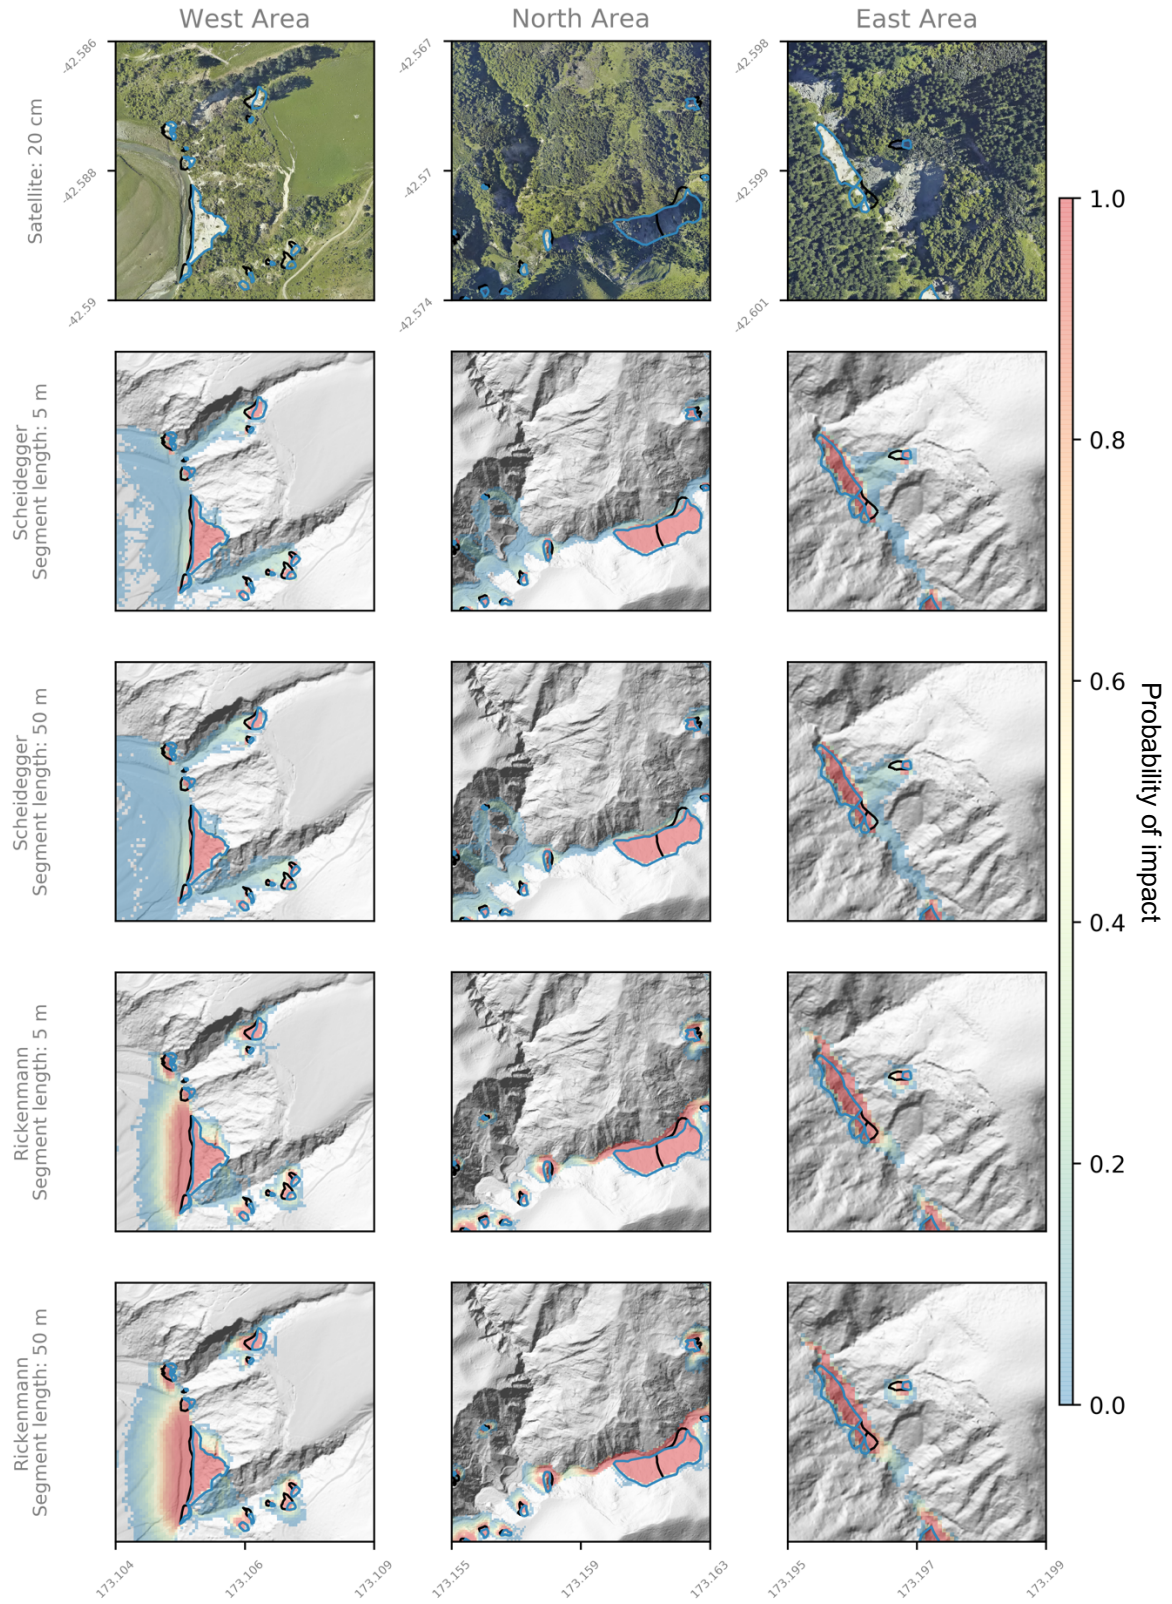 West Area
North Area
East Area
Satellite: 20 cm
-42.586
-42.588
-42.59
-42.567
-42.57
-42.574
-42.598
-42.599
-42.601
Scheidegger
Segment length: 5 m
Scheidegger
Segment length: 50 m
Rickenmann
Segment length: 5 m
Rickenmann
Segment length: 50 m
173.104
173.106
173.109
173.155
173.159
173.163
173.195
173.197
173.199
1.0
0.8
0.6
0.4
0.2
0.0
Probability of impact